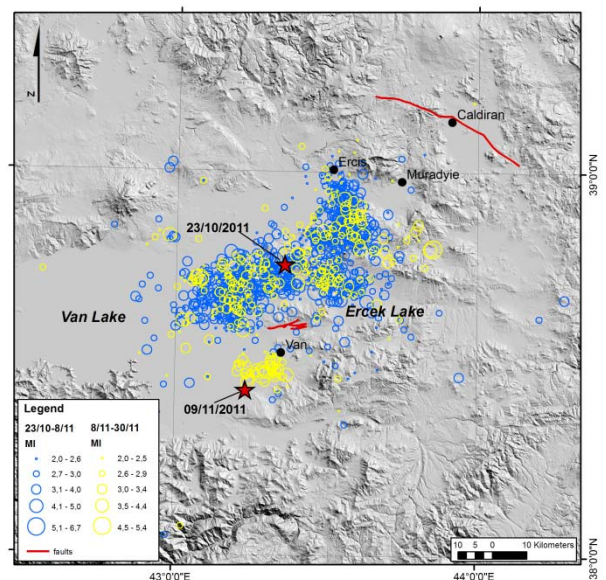 N
Caldiran
Ercis
Muradyie
39°0'0"E
23/10/2011
Van Lake
Ercek Lake
Van
09/11/2011
Legend
23/10-8/11 8/11-30/11
Ml Ml
2,0 - 2,6 2,0 - 2,5
2,7 - 3,0 2,6 - 2,9
3,1 - 4,0 3,0 - 3,4
4,1 - 5,0 3,5 - 4,4
5,1 - 6,7 4,5 - 5,4
faults
10 5 0 10 Kilometers
38°0'0"E
43°0'0"E 44°0'0"E